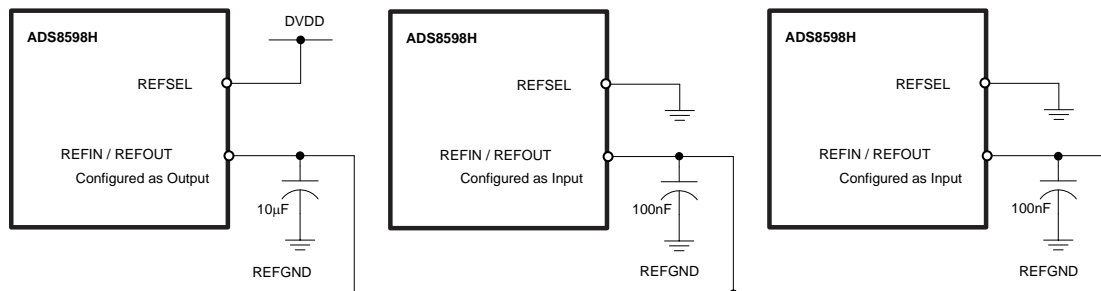 DVDD
ADS8598H
REFSEL
REFIN / REFOUT
Configured as Output
10µF
REFGND
ADS8598H
REFSEL
REFIN / REFOUT
Configured as Input
100nF
REFGND
ADS8598H
REFSEL
REFIN / REFOUT
Configured as Input
100nF
REFGND